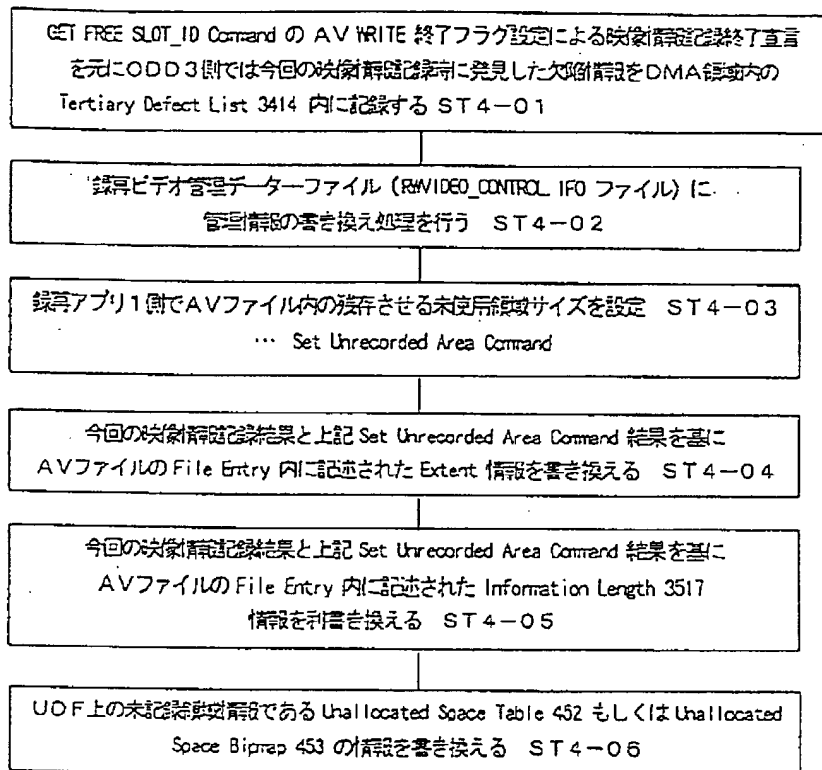 GET FREE SLOT_ID Command の AV WRITE 終了フラグ設定による映像情報記録終了宣言
を元にODD3側では今回の映像情報記録時に発見した欠陥情報をDMA領域内の
Tertiary Defect List 3414 内に記録する ST4-01
録再ビデオ管理データーファイル (RWVIDEO_CONTROL. IFO ファイル) に
管理情報の書き換え処理を行う ST4-02
録再アプリ1側でAVファイル内の残存させる未使用領域サイズを設定 ST4-03
… Set Unrecorded Area Command
今回の映像情報記録結果と上記 Set Unrecorded Area Command 結果を基に
AVファイルの File Entry 内に記述された Extent 情報を書き換える ST4-04
今回の映像情報記録結果と上記 Set Unrecorded Area Command 結果を基に
AVファイルの File Entry 内に記述された Information Length 3517
情報を利書き換える ST4-05
UDF上の未記録領域情報である Unallocated Space Table 452 もしくは Unallocated
Space Bitmap 453 の情報を書き換える ST4-06